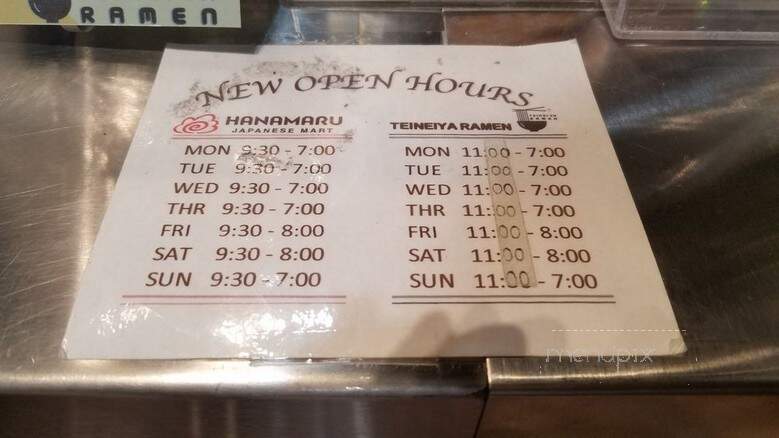 RAMEN
NEW OPEN HOURS
HANAMARU
JAPANESE MART
MON 9:30 - 7:00
TUE 9:30 - 7:00
WED 9:30 - 7:00
THR 9:30 - 7:00
FRI 9:30 - 8:00
SAT 9:30 - 8:00
SUN 9:30 - 7:00
TEINEIYA RAMEN
MON 11:00 - 7:00
TUE 11:00 - 7:00
WED 11:00 - 7:00
THR 11:00 - 7:00
FRI 11:00 - 8:00
SAT 11:00 - 8:00
SUN 11:00 - 7:00
menupix